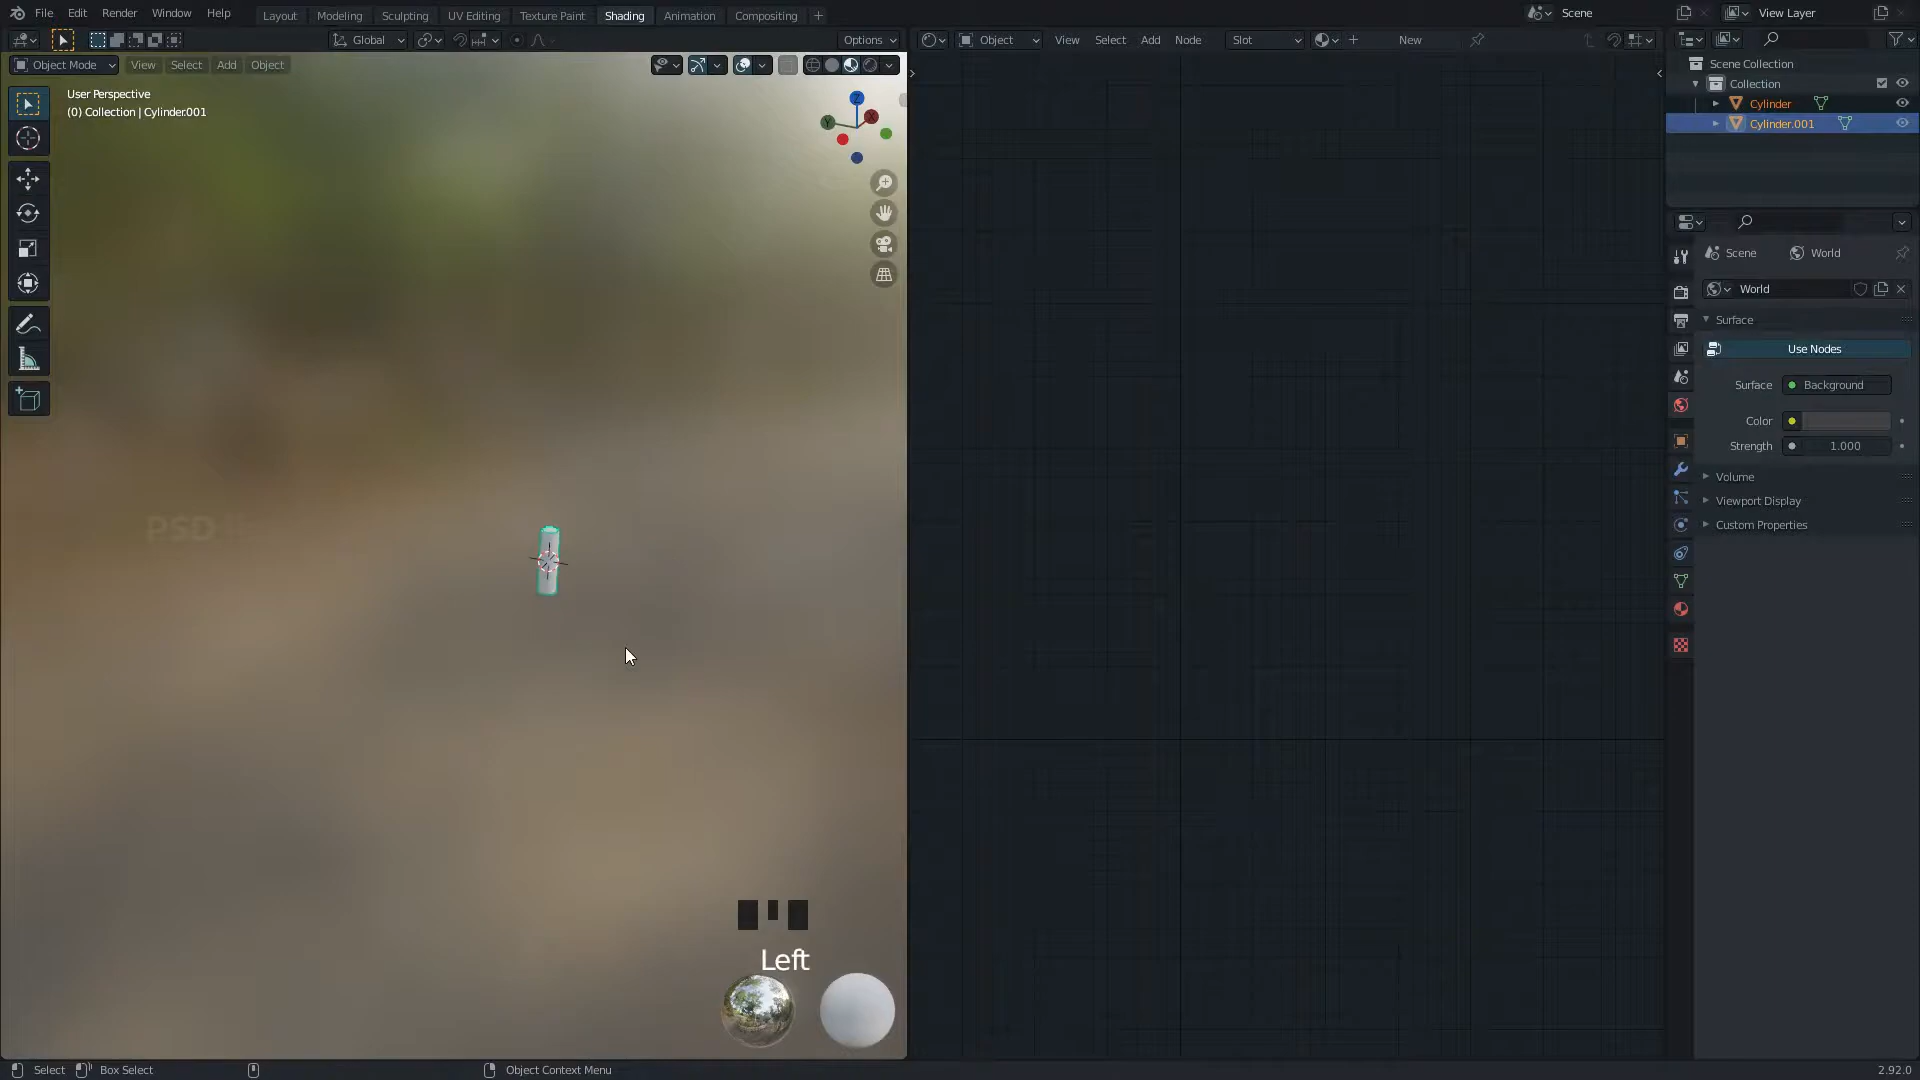 File Edit Render Window Help Layout Modeling Sculpting UV Editing Texture Paint Shading Animation Compositing + Scene View Layer
Global Options Object View Select Add Node Slot New
Object Mode View Select Add Object
User Perspective
(0) Collection | Cylinder.001
Z
Y
X
PSD
Left
Scene Collection
Collection
Cylinder
Cylinder.001
Scene World
World
Surface
Use Nodes
Surface Background
Color
Strength 1.000
Volume
Viewport Display
Custom Properties
Select Box Select Object Context Menu 2.92.0